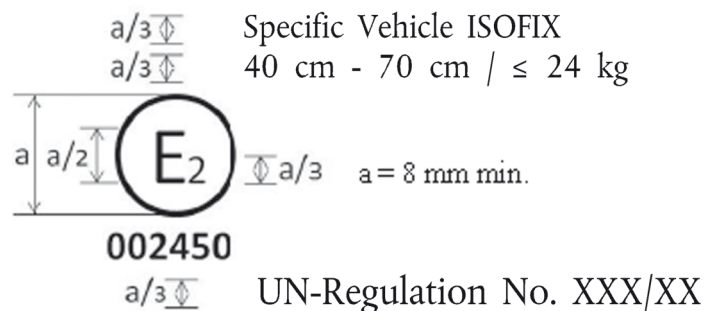 a/3 Specific Vehicle ISOFIX
a/3 40 cm - 70 cm / ≤ 24 kg
a a/2 E2 a/3 a = 8 mm min.
002450
a/3 UN-Regulation No. XXX/XX